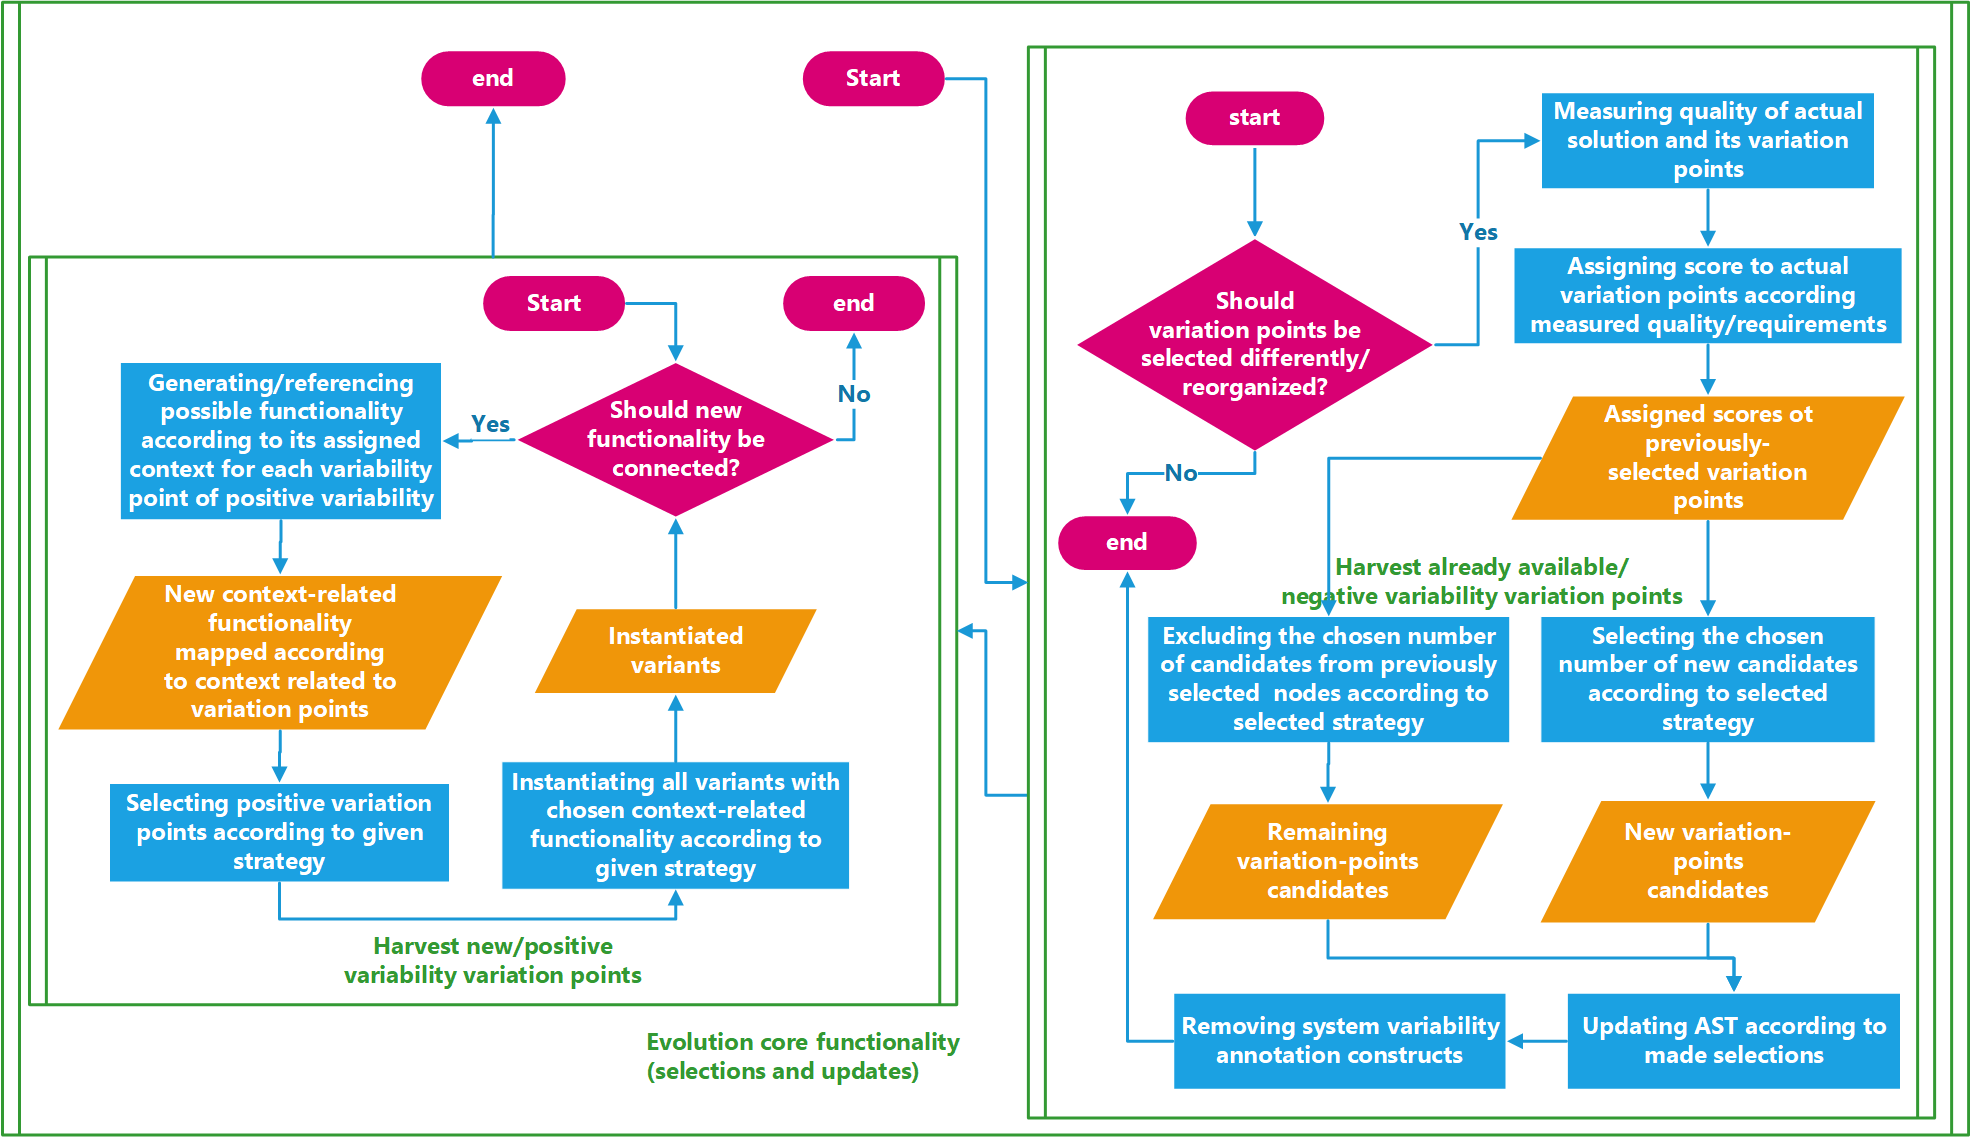 end
Start
start
Measuring quality of actual
solution and its variation
points
Yes
Assigning score to actual
variation points according
measured quality/requirements
Should
variation points be
selected differently/
reorganized?
Assigned scores ot
previously-
selected variation
points
No
end
Harvest already available/
negative variability variation points
Excluding the chosen number
of candidates from previously
selected nodes according to
selected strategy
Selecting the chosen
number of new candidates
according to selected
strategy
Remaining
variation-points
candidates
New variation-
points
candidates
Removing system variability
annotation constructs
Updating AST according to
made selections
Start
end
No
Should new
functionality be
connected?
Yes
Generating/referencing
possible functionality
according to its assigned
context for each variability
point of positive variability
New context-related
functionality
mapped according
to context related to
variation points
Instantiated
variants
Selecting positive variation
points according to given
strategy
Instantiating all variants with
chosen context-related
functionality according to
given strategy
Harvest new/positive
variability variation points
Evolution core functionality
(selections and updates)